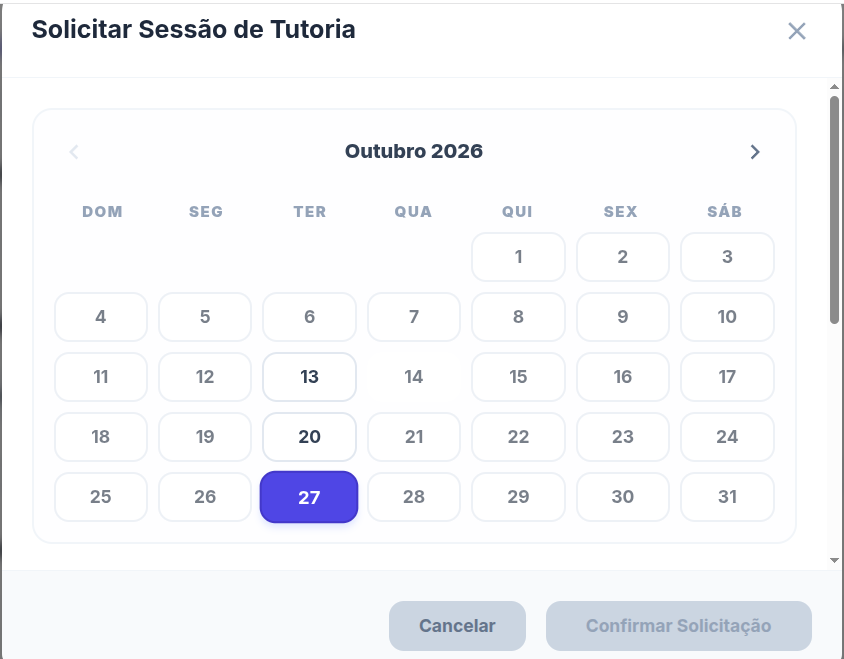 Solicitar Sessão de Tutoria
Outubro 2026
DOM SEG TER QUA QUI SEX SÁB
1 2 3
4 5 6 7 8 9 10
11 12 13 14 15 16 17
18 19 20 21 22 23 24
25 26 27 28 29 30 31
Cancelar Confirmar Solicitação